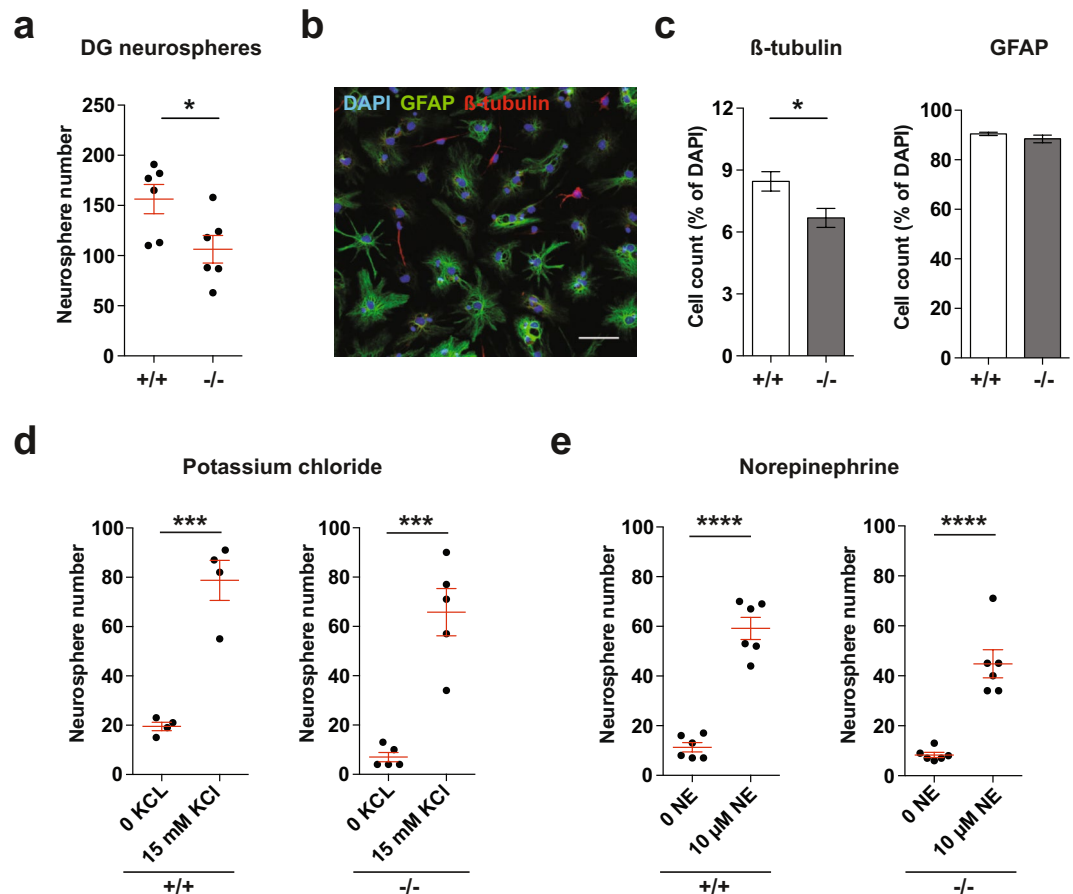 a
DG neurospheres
Neurosphere number
250
200
150
100
50
0
*
+/+
-/-
b
DAPI GFAP ß-tubulin
c
ß-tubulin
Cell count (% of DAPI)
12
9
6
3
0
*
+/+
-/-
GFAP
Cell count (% of DAPI)
100
80
60
40
20
0
+/+
-/-
d
Potassium chloride
Neurosphere number
100
80
60
40
20
0
***
0 KCL
15 mM KCl
+/+
Neurosphere number
100
80
60
40
20
0
***
0 KCL
15 mM KCl
-/-
e
Norepinephrine
Neurosphere number
100
80
60
40
20
0
****
0 NE
10 µM NE
+/+
Neurosphere number
100
80
60
40
20
0
****
0 NE
10 µM NE
-/-